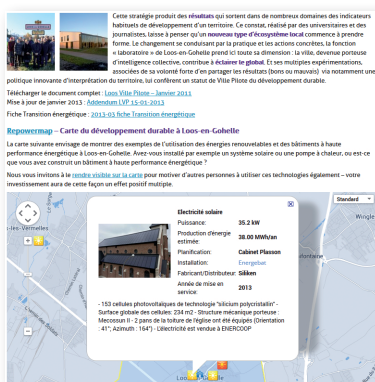 Cette stratégie produit des résultats qui sortent dans de nombreux domaines des indicateurs
habituels de développement d'un territoire. Ce constat, réalisé par des universitaires et des
journalistes, laisse à penser qu'un nouveau type d'écosystème local commence à prendre
forme. Le changement se conduisant par la pratique et les actions concrètes, la fonction
« laboratoire » de Loos-en-Gohelle prend ici toute sa dimension : la ville, devenue porteuse
d'intelligence collective, contribue à éclairer le global. Et ses multiples expérimentations,
associées de sa volonté forte d'en partager les résultats (bons ou mauvais) via notamment une
politique innovante d'interprétation du territoire, lui confèrent un statut de Ville Pilote du développement durable.
Télécharger le document complet : Loos Ville Pilote – Janvier 2011
Mise à jour de janvier 2013 : Addendum LVP 15-01-2013
Fiche Transition énergétique : 2013-03 fiche Transition énergétique
Repowermap – Carte du développement durable à Loos-en-Gohelle
La carte suivante envisage de montrer des exemples de l'utilisation des énergies renouvelables et des bâtiments à haute
performance énergétique à Loos-en-Gohelle. Avez-vous installé par exemple un système solaire ou une pompe à chaleur, ou est-ce
que vous avez construit un bâtiment à haute performance énergétique ?
Nous vous invitons à le rendre visible sur la carte pour motiver d'autres personnes à utiliser ces technologies également – votre
investissement aura de cette façon un effet positif multiple.
Standard
Electricité solaire
Puissance: 35.2 kW
Production d'énergie estimée: 38.00 MWh/an
Planification: Cabinet Plasson
Installation: Energebat
Fabricant/Distributeur: Siliken
Année de mise en service: 2013
- 153 cellules photovoltaïques de technologie "silicium polycristallin" -
Surface globale des cellules: 234 m2 - Structure mécanique porteuse :
Mecossun II - 2 pans de la toiture de l'église ont été équipés (Orientation
: 41°; Azimuth : 164°) - L'électricité est vendue à ENERCOOP
Wingle